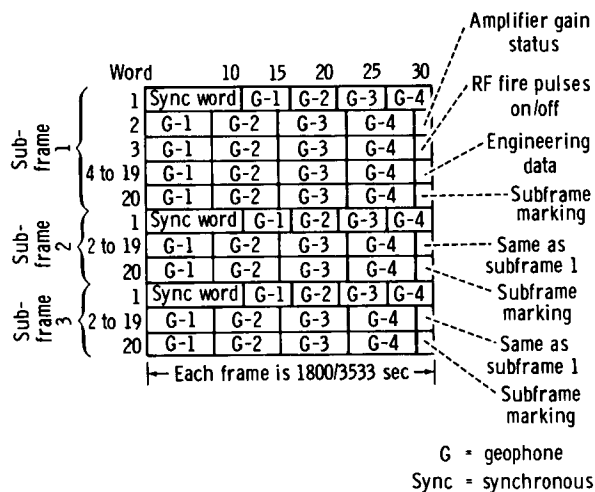 Amplifier gain
status
Word 10 15 20 25 30
RF fire pulses
on/off
1 Sync word G-1 G-2 G-3 G-4
2 G-1 G-2 G-3 G-4
3 G-1 G-2 G-3 G-4
Engineering
data
4 to 19 G-1 G-2 G-3 G-4
20 G-1 G-2 G-3 G-4
Sub-
frame
1
Subframe
marking
1 Sync word G-1 G-2 G-3 G-4
2 to 19 G-1 G-2 G-3 G-4
20 G-1 G-2 G-3 G-4
Sub-
frame
2
Same as
subframe 1
Subframe
marking
1 Sync word G-1 G-2 G-3 G-4
2 to 19 G-1 G-2 G-3 G-4
20 G-1 G-2 G-3 G-4
Sub-
frame
3
Same as
subframe 1
Each frame is 1800/3533 sec
Subframe
marking
G = geophone
Sync = synchronous